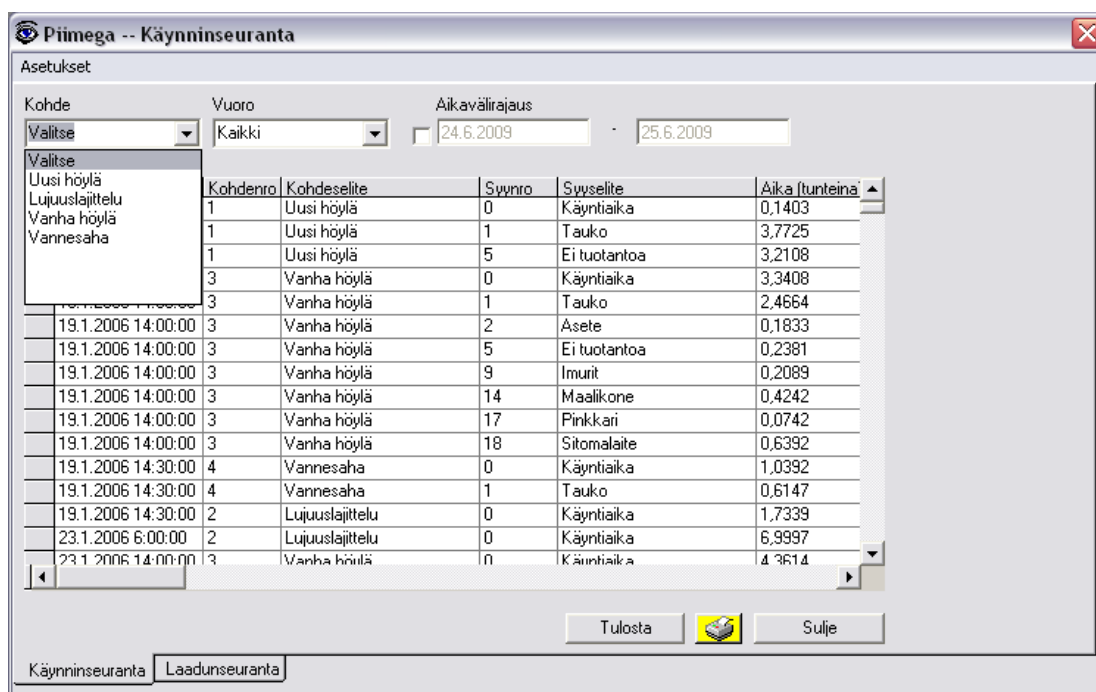 Piimega -- Käynninseuranta
Asetukset
Kohde Vuoro Aikavälirajaus
Valitse Kaikki 24.6.2009 - 25.6.2009
Valitse
Uusi höylä
Lujuuslajittelu
Vanha höylä
Vannesaha
Kohdenro Kohdeselite Syynro Syyselite Aika (tunteina)
1 Uusi höylä 0 Käyntiaika 0,1403
1 Uusi höylä 1 Tauko 3,7725
1 Uusi höylä 5 Ei tuotantoa 3,2108
3 Vanha höylä 0 Käyntiaika 3,3408
3 Vanha höylä 1 Tauko 2,4664
19.1.2006 14:00:00 3 Vanha höylä 2 Asete 0,1833
19.1.2006 14:00:00 3 Vanha höylä 5 Ei tuotantoa 0,2381
19.1.2006 14:00:00 3 Vanha höylä 9 Imurit 0,2089
19.1.2006 14:00:00 3 Vanha höylä 14 Maalikone 0,4242
19.1.2006 14:00:00 3 Vanha höylä 17 Pinkkari 0,0742
19.1.2006 14:00:00 3 Vanha höylä 18 Sitomalaite 0,6392
19.1.2006 14:30:00 4 Vannesaha 0 Käyntiaika 1,0392
19.1.2006 14:30:00 4 Vannesaha 1 Tauko 0,6147
19.1.2006 14:30:00 2 Lujuuslajittelu 0 Käyntiaika 1,7339
23.1.2006 6:00:00 2 Lujuuslajittelu 0 Käyntiaika 6,9997
23.1.2006 14:00:00 3 Vanha höylä 0 Käyntiaika 4,3614
Tulosta Sulje
Käynninseuranta Laadunseuranta